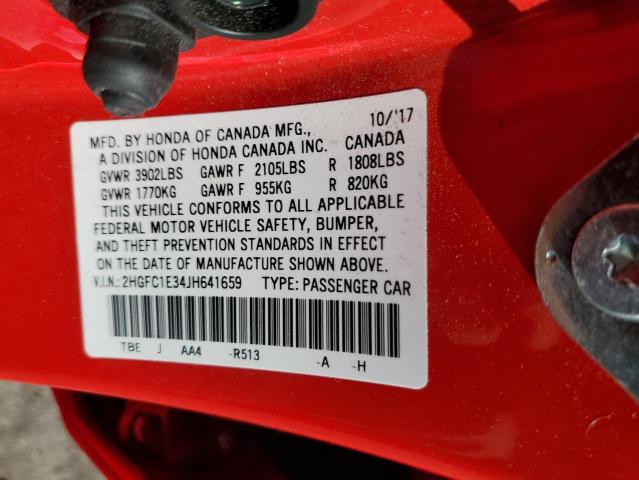 10/'17
MFD. BY HONDA OF CANADA MFG.,
A DIVISION OF HONDA CANADA INC. CANADA
GVWR 3902LBS GAWR F 2105LBS R 1808LBS
GVWR 1770KG GAWR F 955KG R 820KG
THIS VEHICLE CONFORMS TO ALL APPLICABLE
FEDERAL MOTOR VEHICLE SAFETY, BUMPER,
AND THEFT PREVENTION STANDARDS IN EFFECT
ON THE DATE OF MANUFACTURE SHOWN ABOVE.
V.I.N.: 2HGFC1E34JH641659 TYPE: PASSENGER CAR
TBE J AA4 -R513 -A -H